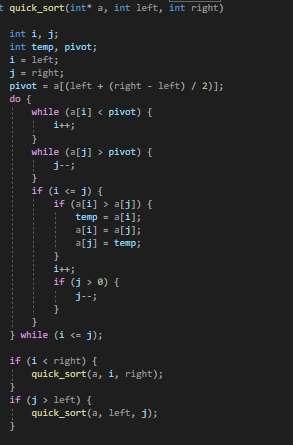 t quick_sort(int* a, int left, int right)
int i, j;
int temp, pivot;
i = left;
j = right;
pivot = a[(left + (right - left) / 2)];
do {
while (a[i] < pivot) {
i++;
}
while (a[j] > pivot) {
j--;
}
if (i <= j) {
if (a[i] > a[j]) {
temp = a[i];
a[i] = a[j];
a[j] = temp;
}
i++;
if (j > 0) {
j--;
}
}
} while (i <= j);
if (i < right) {
quick_sort(a, i, right);
}
if (j > left) {
quick_sort(a, left, j);
}